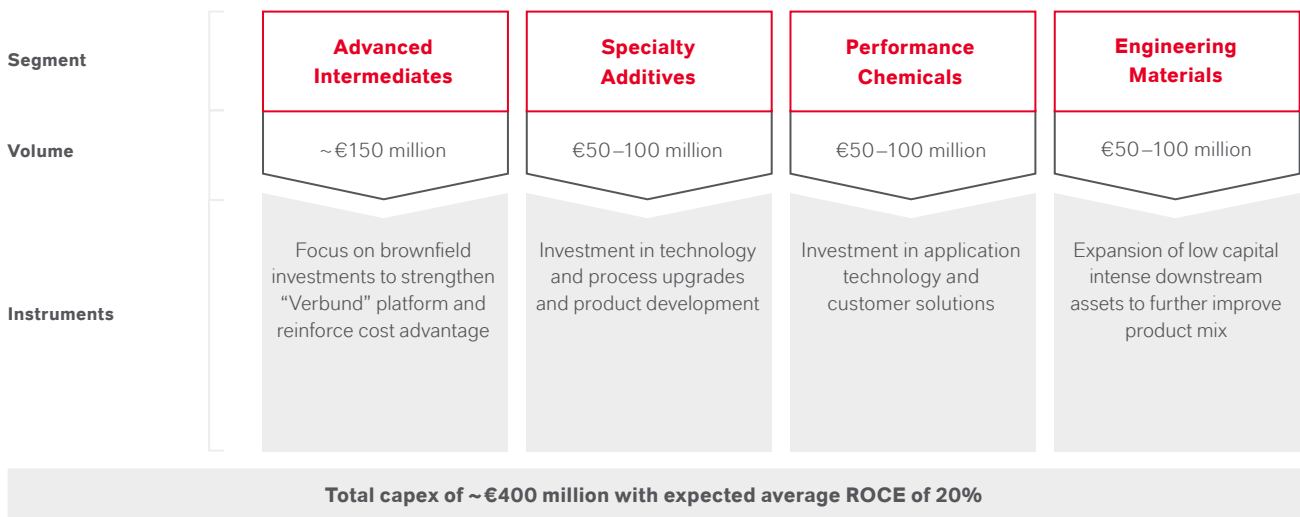 Segment
Advanced
Intermediates
Specialty
Additives
Performance
Chemicals
Engineering
Materials
Volume
~€150 million
€50–100 million
€50–100 million
€50–100 million
Instruments
Focus on brownfield
investments to strengthen
“Verbund” platform and
reinforce cost advantage
Investment in technology
and process upgrades
and product development
Investment in application
technology and
customer solutions
Expansion of low capital
intense downstream
assets to further improve
product mix
Total capex of ~€400 million with expected average ROCE of 20%